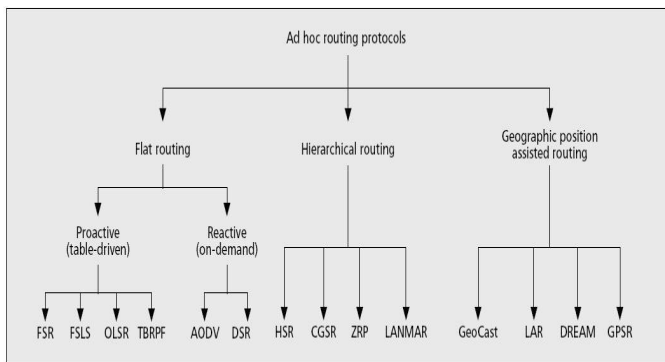 Ad hoc routing protocols
Flat routing
Hierarchical routing
Geographic position
assisted routing
Proactive
(table-driven)
Reactive
(on-demand)
FSR FSLS OLSR TBRPF AODV DSR HSR CGSR ZRP LANMAR GeoCast LAR DREAM GPSR